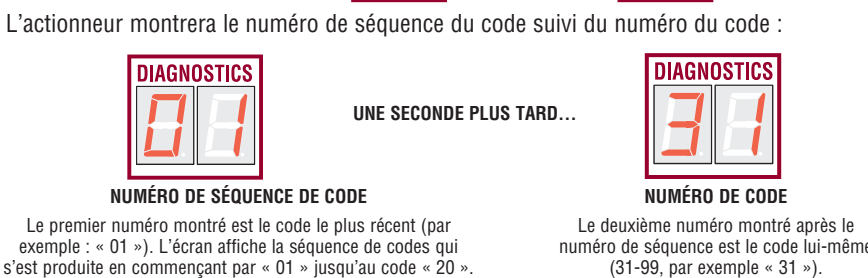 L'actionneur montrera le numéro de séquence du code suivi du numéro du code :
DIAGNOSTICS
01
NUMÉRO DE SÉQUENCE DE CODE
Le premier numéro montré est le code le plus récent (par
exemple : « 01 »). L'écran affiche la séquence de codes qui
s'est produite en commençant par « 01 » jusqu'au code « 20 ».
UNE SECONDE PLUS TARD...
DIAGNOSTICS
31
NUMÉRO DE CODE
Le deuxième numéro montré après le
numéro de séquence est le code lui-même
(31-99, par exemple « 31 »).